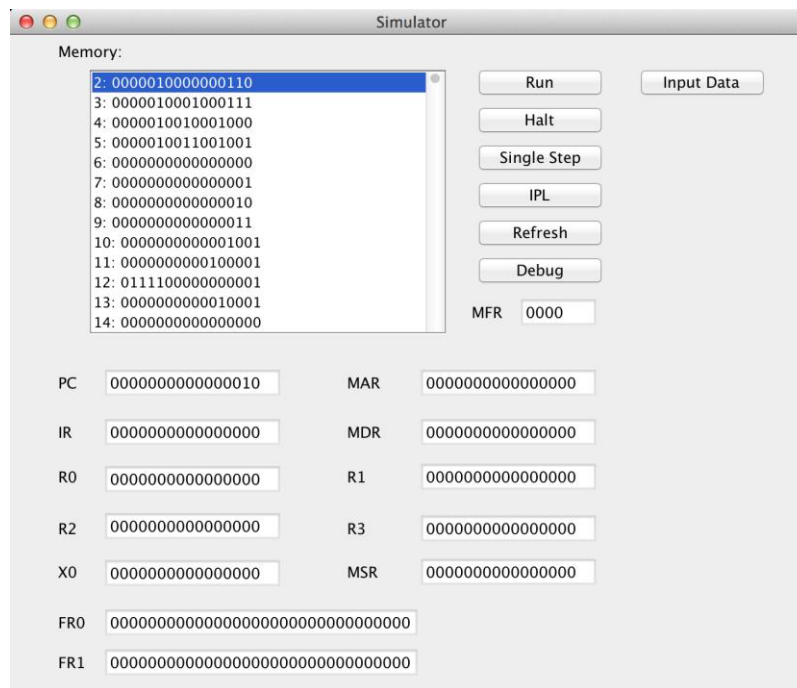 Simulator
Memory:
2: 0000010000000110
3: 0000010001000111
4: 0000010010001000
5: 0000010011001001
6: 0000000000000000
7: 0000000000000001
8: 0000000000000010
9: 0000000000000011
10: 0000000000001001
11: 0000000000100001
12: 0111100000000001
13: 0000000000010001
14: 0000000000000000
Run
Input Data
Halt
Single Step
IPL
Refresh
Debug
MFR 0000
PC 0000000000000010 MAR 0000000000000000
IR 0000000000000000 MDR 0000000000000000
R0 0000000000000000 R1 0000000000000000
R2 0000000000000000 R3 0000000000000000
X0 0000000000000000 MSR 0000000000000000
FR0 00000000000000000000000000000000
FR1 00000000000000000000000000000000